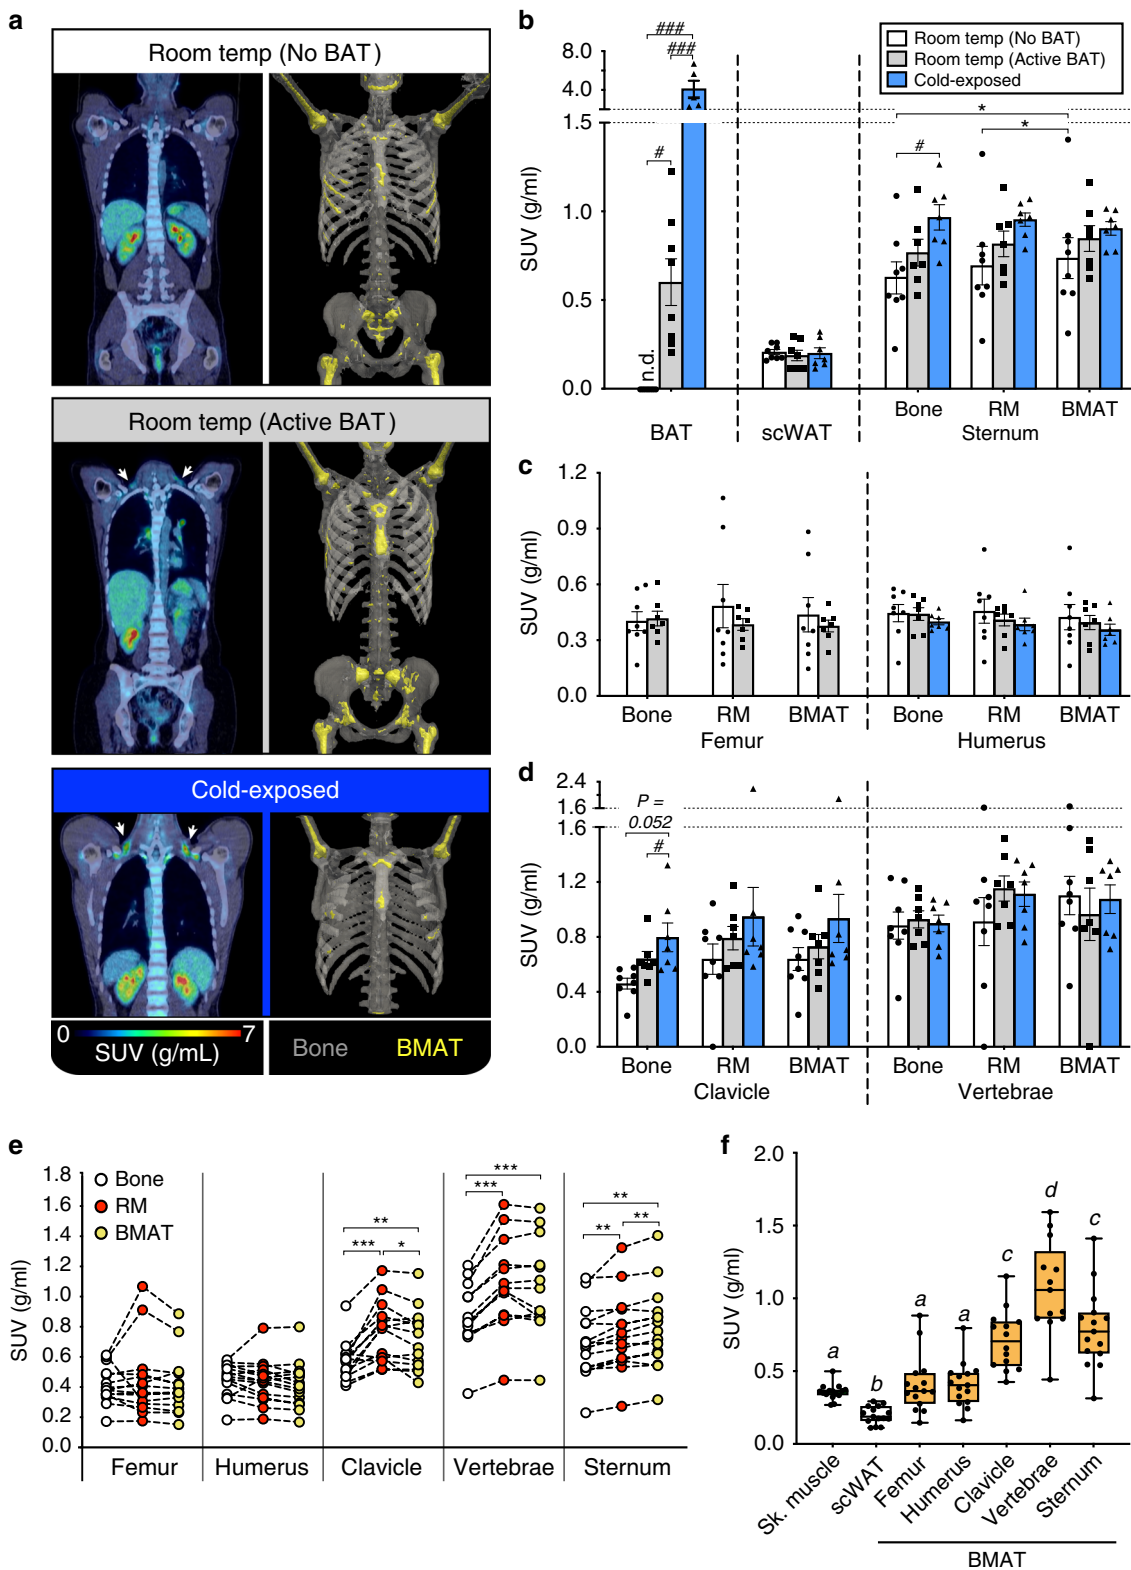 a
Room temp (No BAT)
Room temp (Active BAT)
Cold-exposed
0 7
SUV (g/mL)
Bone BMAT
b
Room temp (No BAT)
Room temp (Active BAT)
Cold-exposed
###
###
#
#
*
*
8.0
4.0
1.5
1.0
0.5
0.0
SUV (g/ml)
n.d.
Bone RM BMAT
BAT scWAT Sternum
c
1.2
0.9
0.6
0.3
0.0
SUV (g/ml)
Bone RM BMAT Bone RM BMAT
Femur Humerus
d
2.4
1.6
1.6
1.2
0.8
0.4
0.0
SUV (g/ml)
P =
0.052
#
Bone RM BMAT Bone RM BMAT
Clavicle Vertebrae
e
1.8
1.6
1.4
1.2
1.0
0.8
0.6
0.4
0.2
0.0
SUV (g/ml)
Bone
RM
BMAT
**
*** *
***
***
**
** **
Femur Humerus Clavicle Vertebrae Sternum
f
2.0
1.5
1.0
0.5
0.0
SUV (g/ml)
a b a a c d c
Sk. muscle
scWAT
Femur
Humerus
Clavicle
Vertebrae
Sternum
BMAT